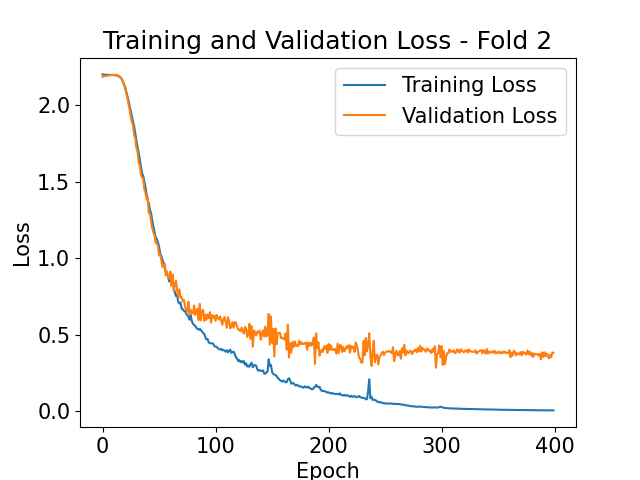 Training and Validation Loss - Fold 2
Training Loss
Validation Loss
Loss
2.0
1.5
1.0
0.5
0.0
0 100 200 300 400
Epoch